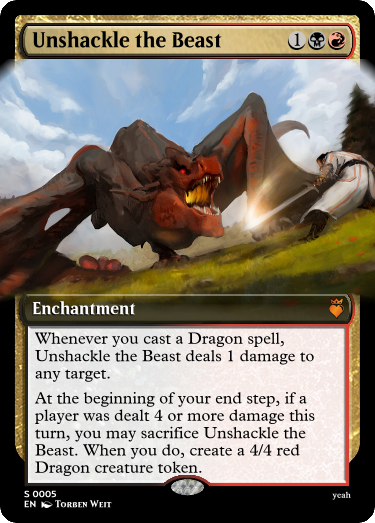 Unshackle the Beast 1
Enchantment
Whenever you cast a Dragon spell,
Unshackle the Beast deals 1 damage to
any target.
At the beginning of your end step, if a
player was dealt 4 or more damage this
turn, you may sacrifice Unshackle the
Beast. When you do, create a 4/4 red
Dragon creature token.
S 0005
EN Torben Weit
yeah